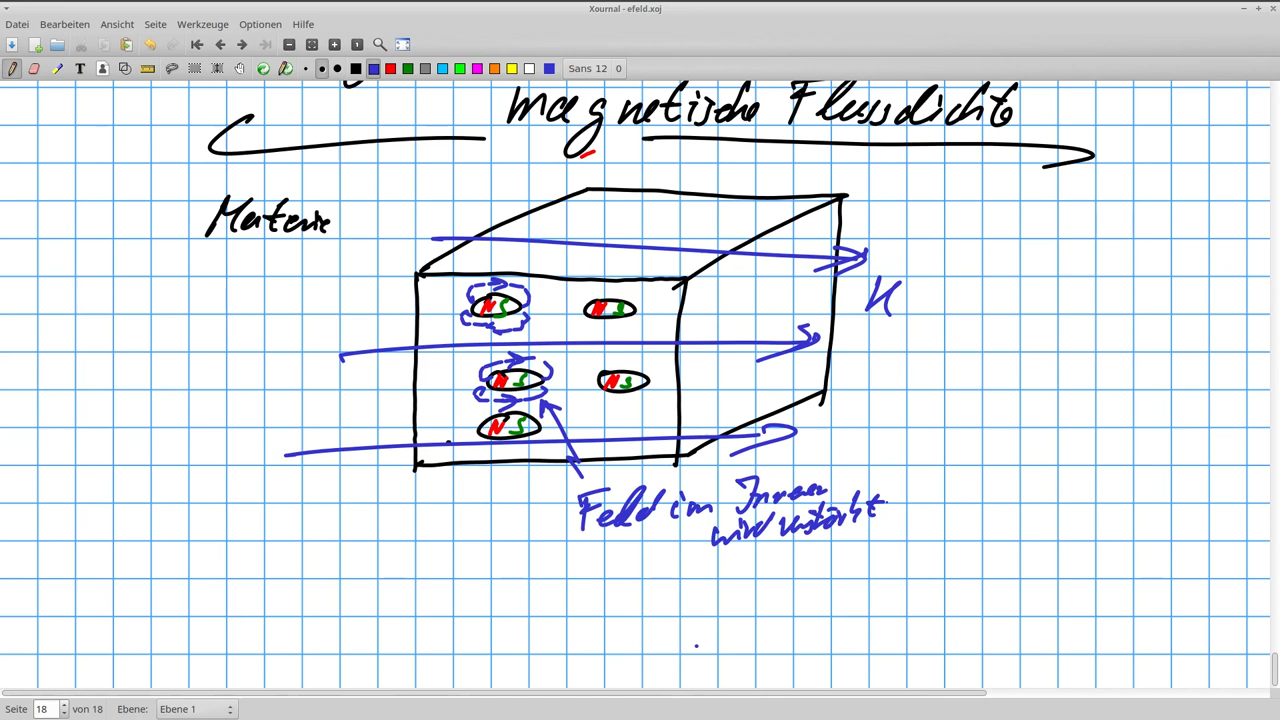 Xournal - efeld.xoj
Datei Bearbeiten Ansicht Seite Werkzeuge Optionen Hilfe
Sans 12 0
magnetische Flussdichte
Materie
H
N S
N S
N S
N S
N S
Feld im Inneren
wird verstärkt
Seite 18 von 18 Ebene: Ebene 1